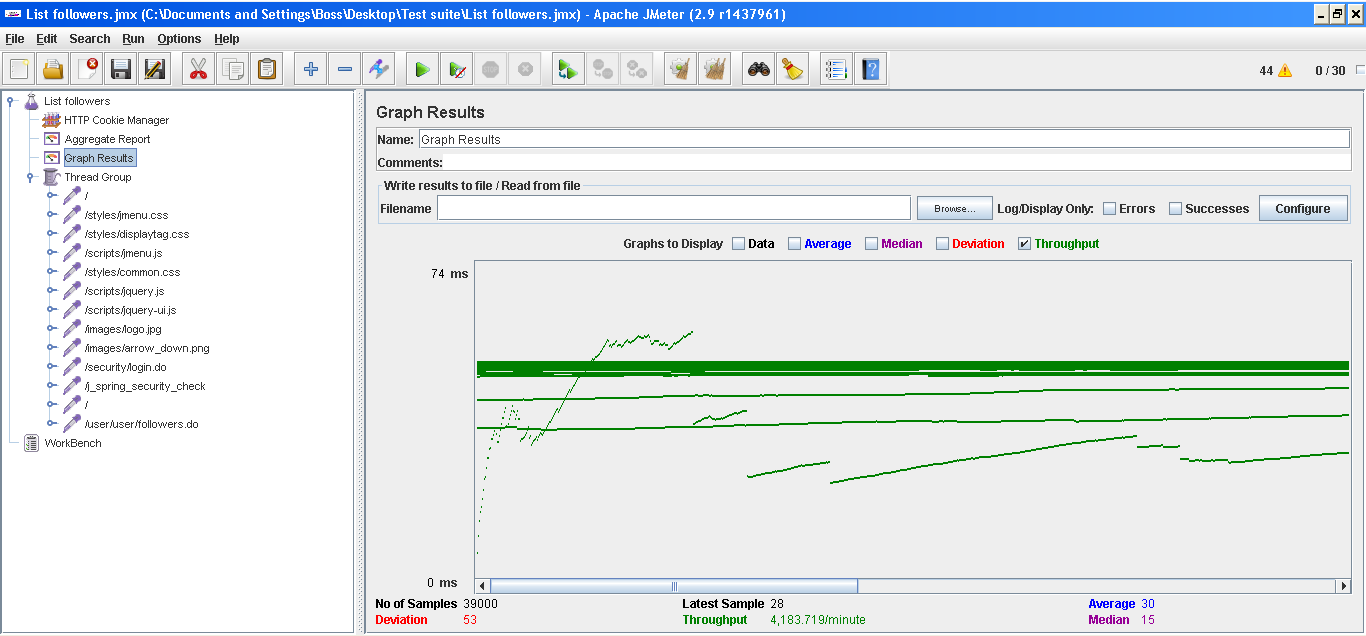 List followers.jmx (C:\Documents and Settings\Boss\Desktop\Test suite\List followers.jmx) - Apache JMeter (2.9 r1437961)
File Edit Search Run Options Help
44 0 / 30
List followers
HTTP Cookie Manager
Aggregate Report
Graph Results
Thread Group
/
/styles/jmenu.css
/styles/displaytag.css
/scripts/jmenu.js
/styles/common.css
/scripts/jquery.js
/scripts/jquery-ui.js
/images/logo.jpg
/images/arrow_down.png
/security/login.do
/j_spring_security_check
/
/user/user/followers.do
WorkBench
Graph Results
Name: Graph Results
Comments:
Write results to file / Read from file
Filename Browse... Log/Display Only: Errors Successes Configure
Graphs to Display Data Average Median Deviation Throughput
74 ms
0 ms
No of Samples 39000 Latest Sample 28 Average 30
Deviation 53 Throughput 4,183.719/minute Median 15